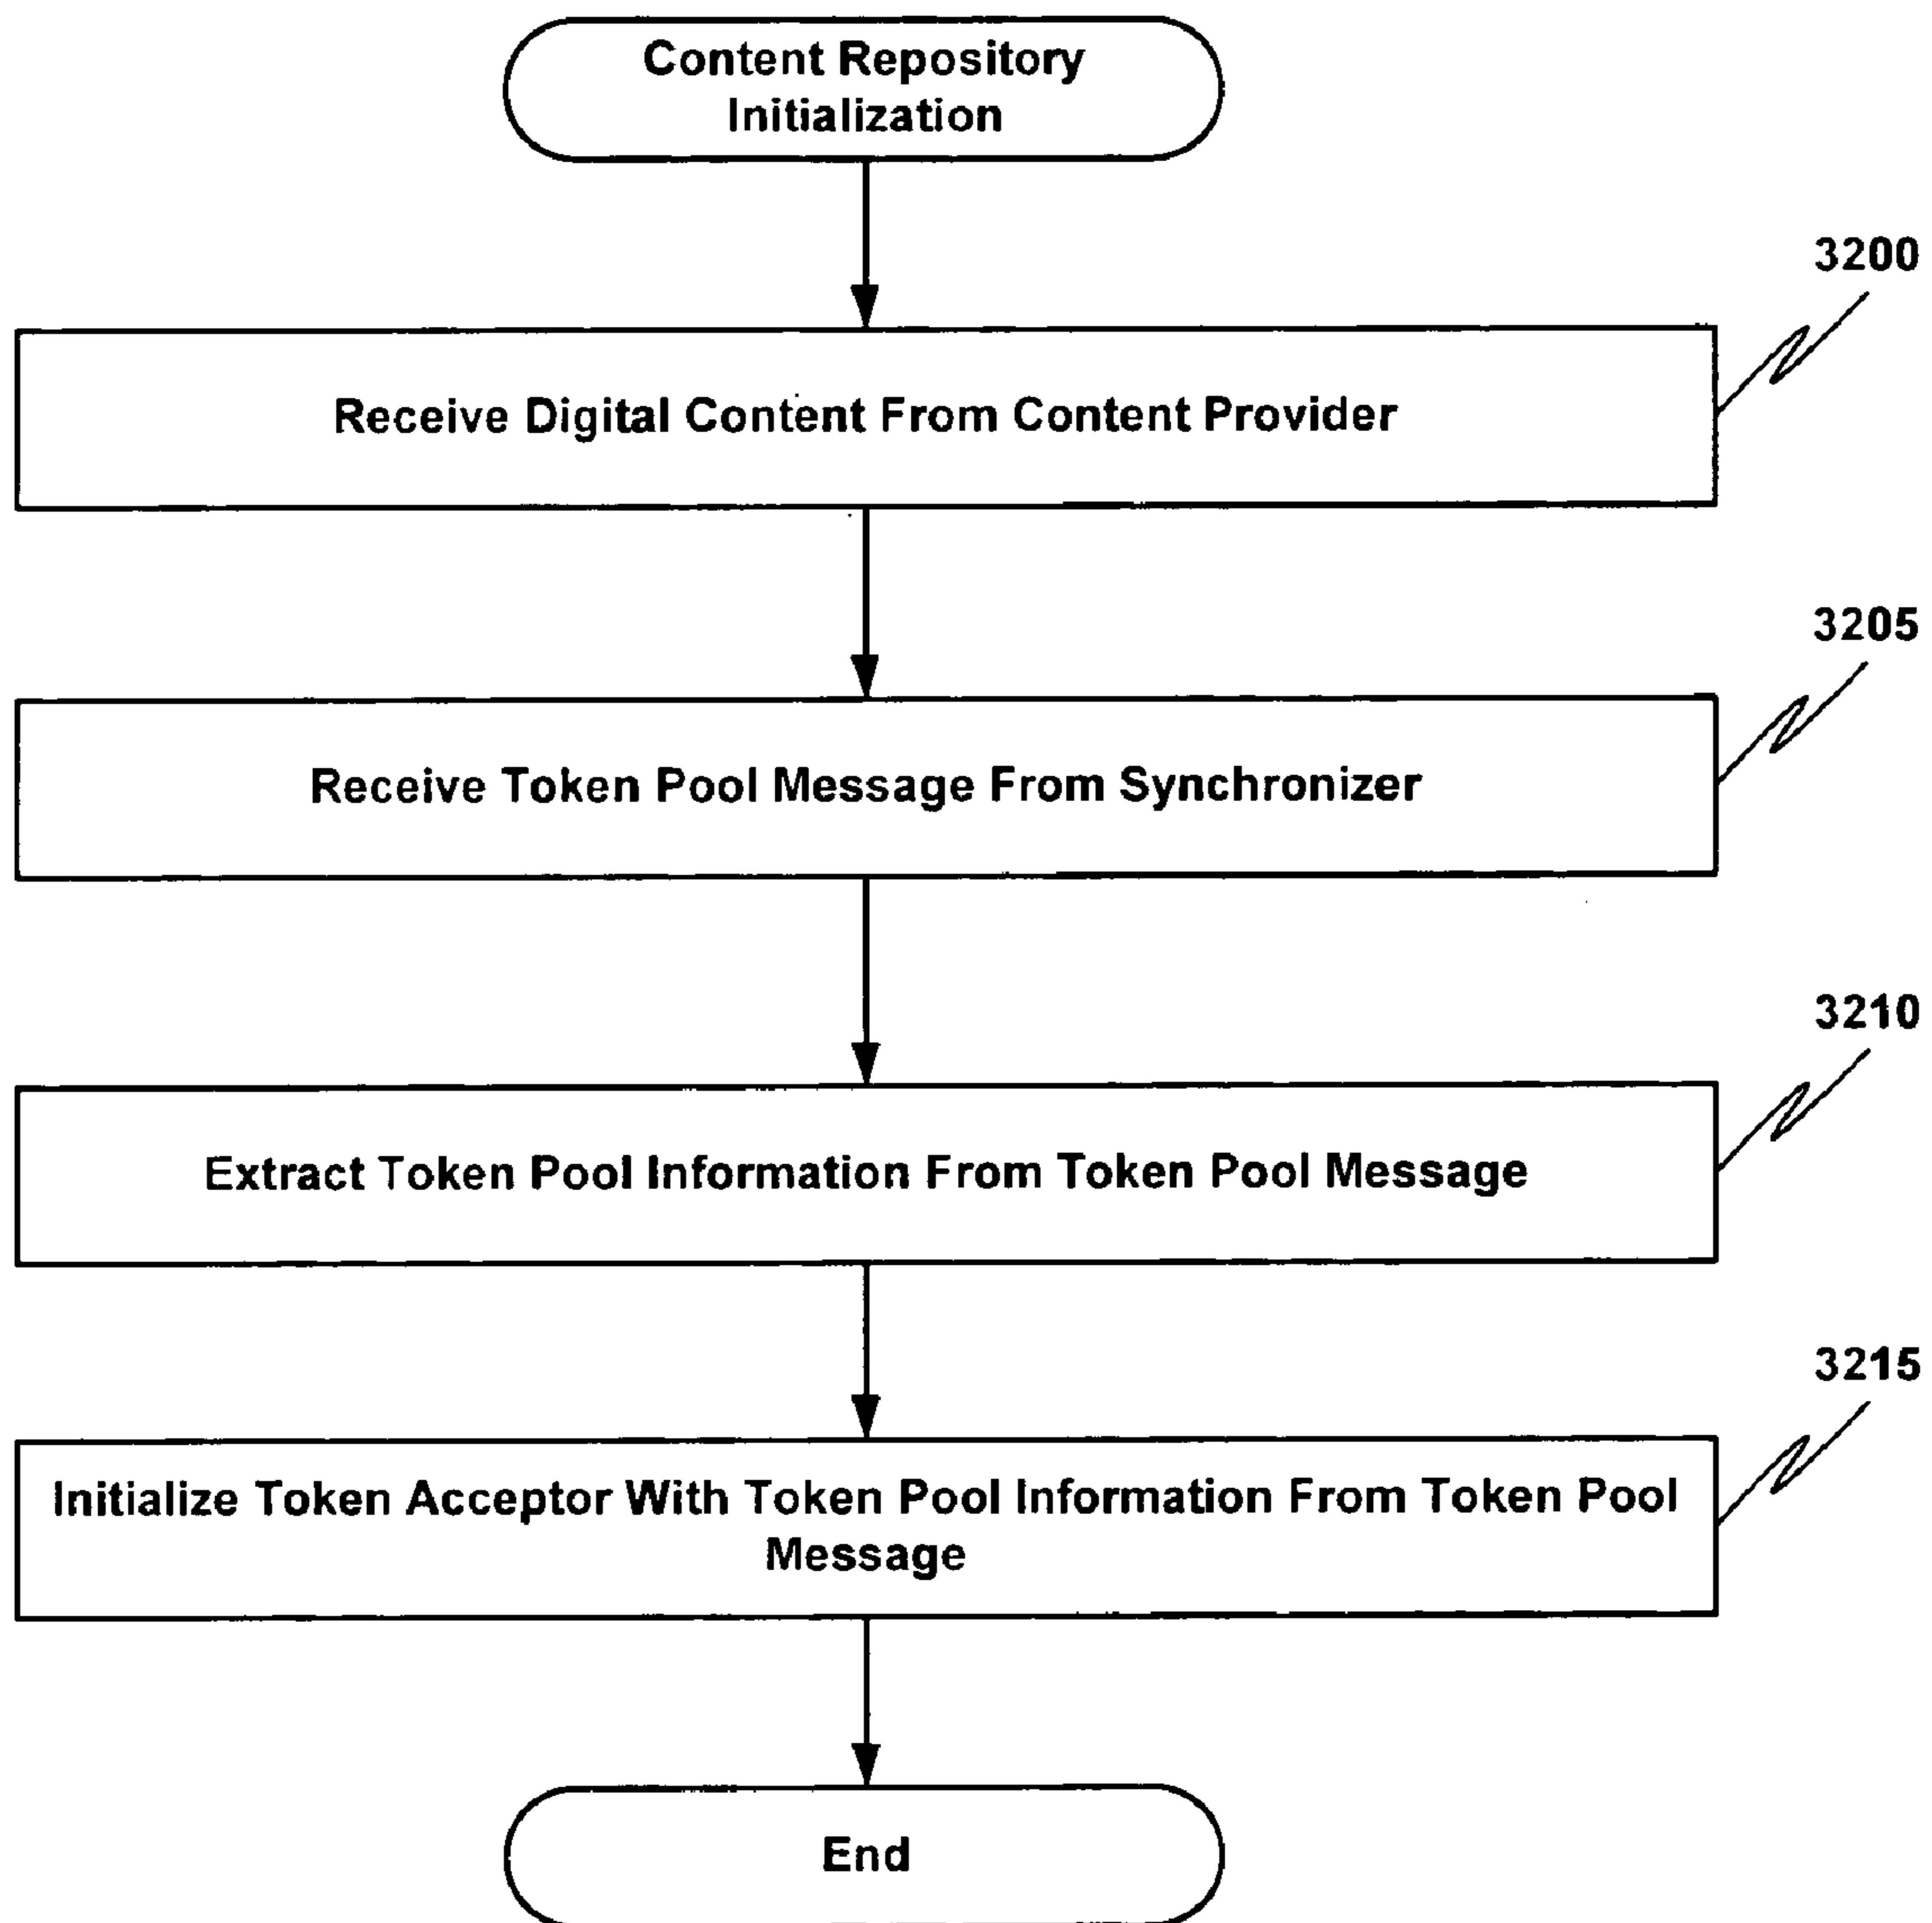 Content Repository
Initialization
3200
Receive Digital Content From Content Provider
3205
Receive Token Pool Message From Synchronizer
3210
Extract Token Pool Information From Token Pool Message
3215
Initialize Token Acceptor With Token Pool Information From Token Pool
Message
End